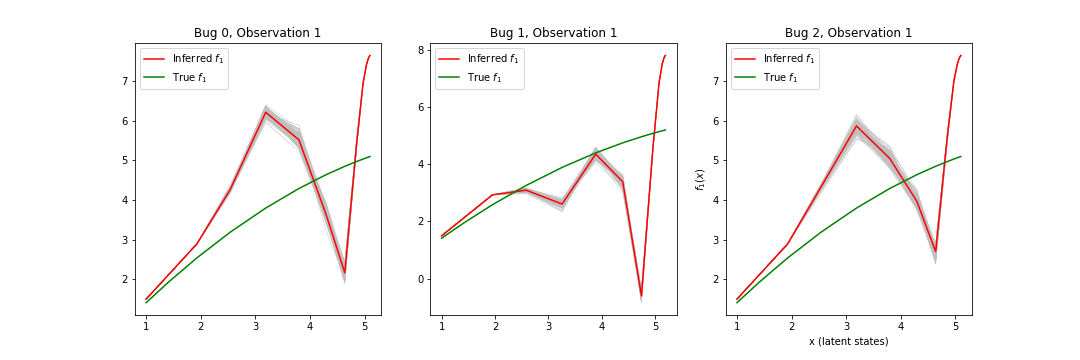 Bug 0, Observation 1
Inferred f₁
True f₁
7
6
5
4
3
2
1 2 3 4 5
Bug 1, Observation 1
Inferred f₁
True f₁
8
6
4
2
0
1 2 3 4 5
Bug 2, Observation 1
Inferred f₁
True f₁
f₁(x)
7
6
5
4
3
2
1 2 3 4 5
x (latent states)